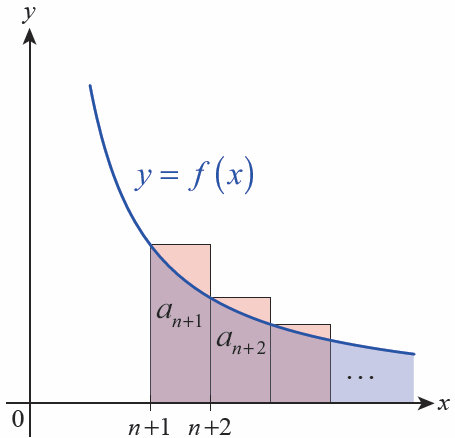 y
y = f(x)
a_{n+1}
a_{n+2}
...
x
0
n+1 n+2